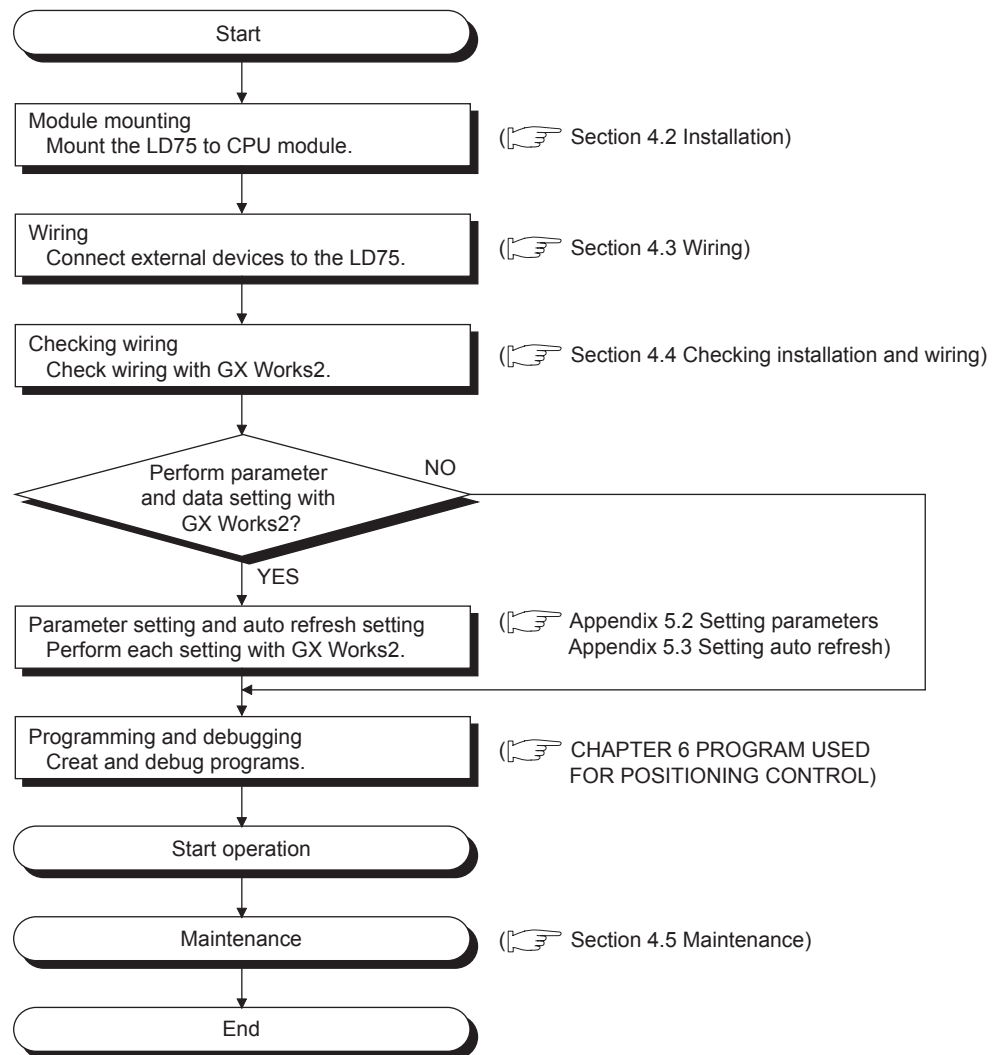 Start
Module mounting
Mount the LD75 to CPU module.
(Section 4.2 Installation)
Wiring
Connect external devices to the LD75.
(Section 4.3 Wiring)
Checking wiring
Check wiring with GX Works2.
(Section 4.4 Checking installation and wiring)
Perform parameter
and data setting with
GX Works2?
NO
YES
Parameter setting and auto refresh setting
Perform each setting with GX Works2.
(Appendix 5.2 Setting parameters
Appendix 5.3 Setting auto refresh)
Programming and debugging
Creat and debug programs.
(CHAPTER 6 PROGRAM USED
FOR POSITIONING CONTROL)
Start operation
Maintenance
(Section 4.5 Maintenance)
End